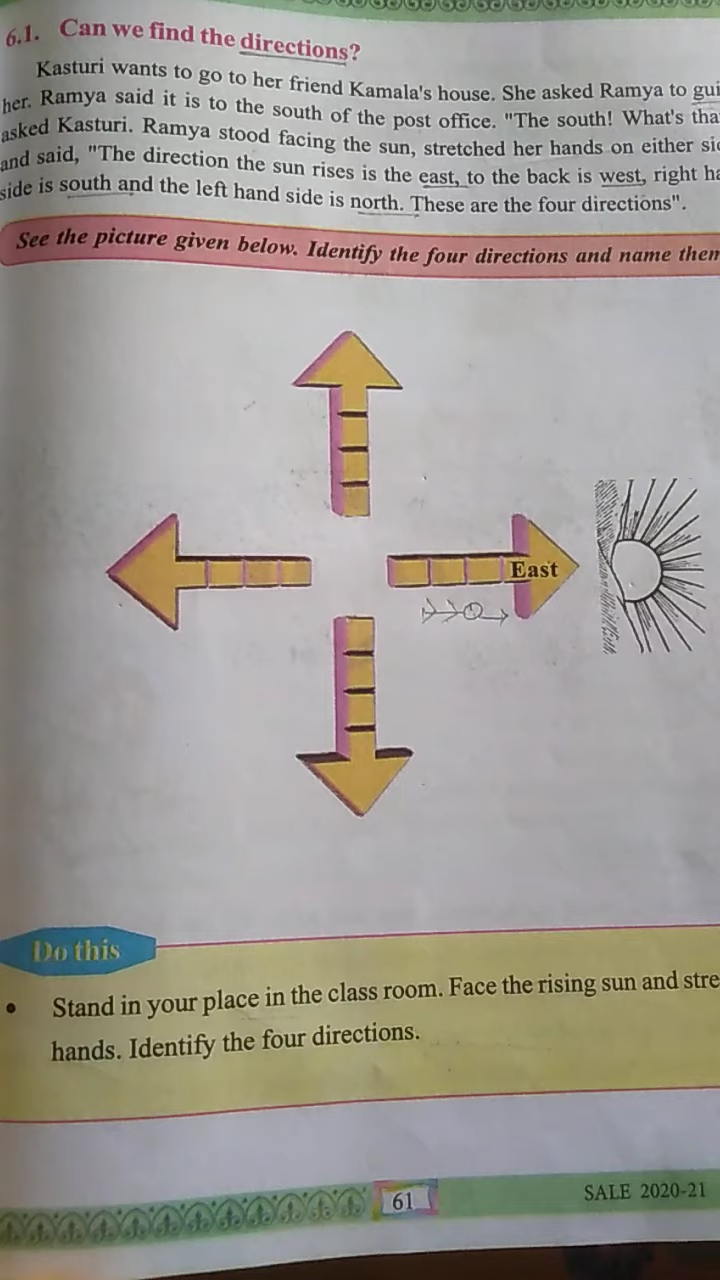 6.1. Can we find the directions?
Kasturi wants to go to her friend Kamala's house. She asked Ramya to
her. Ramya said it is to the south of the post office. "The south! What's
asked Kasturi. Ramya stood facing the sun, stretched her hands on either
and said, "The direction the sun rises is the east, to the back is west, right
side is south and the left hand side is north. These are the four directions".
See the picture given below. Identify the four directions and name
East
Do this
• Stand in your place in the class room. Face the rising sun and
hands. Identify the four directions.
61
SALE 2020-21